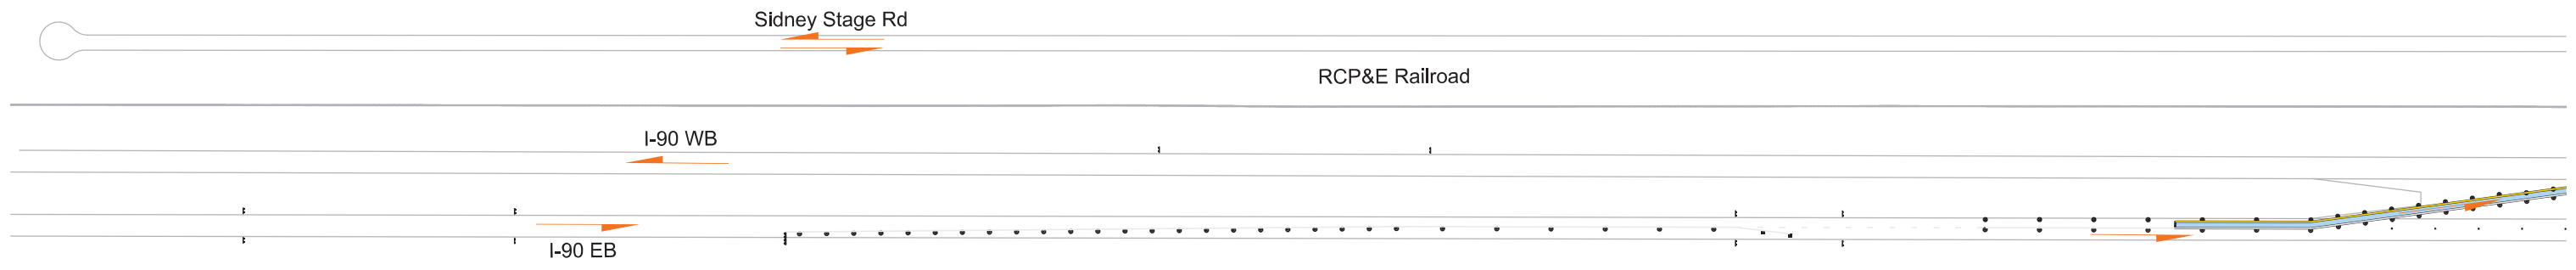 Sidney Stage Rd
RCP&E Railroad
I-90 WB
I-90 EB